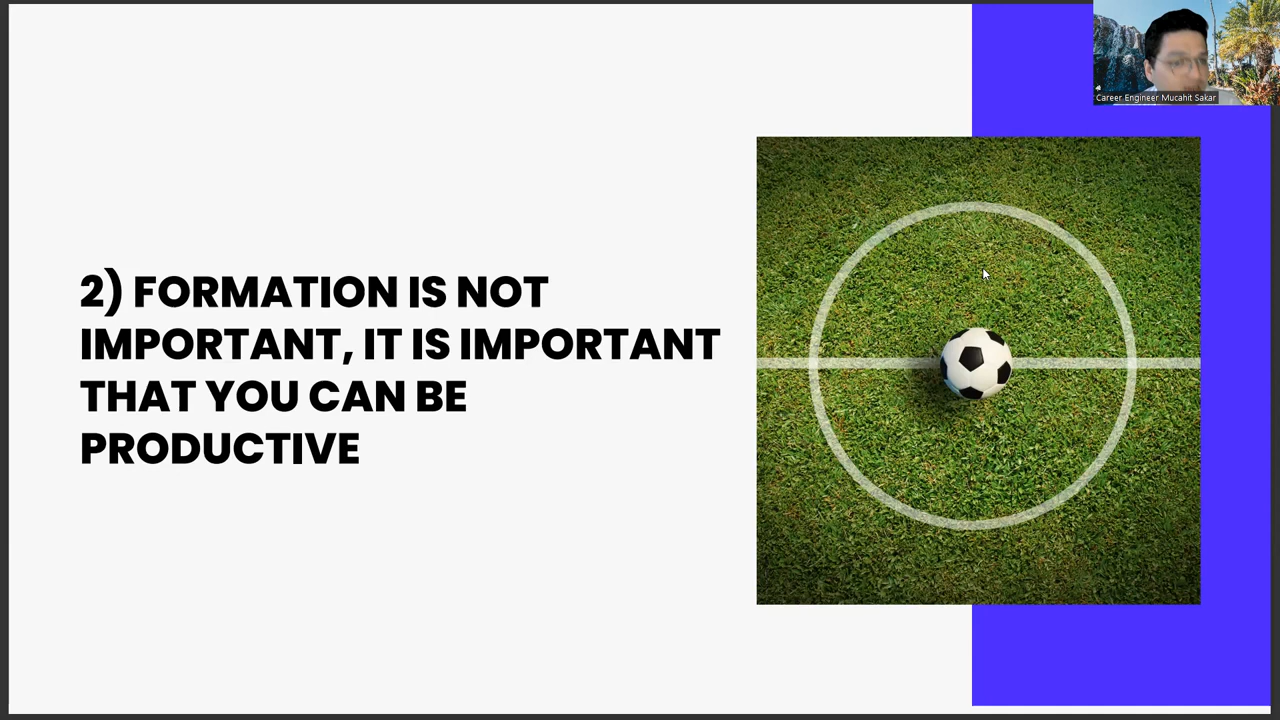 Career Engineer Mucahit Sakar
2) FORMATION IS NOT
IMPORTANT, IT IS IMPORTANT
THAT YOU CAN BE
PRODUCTIVE